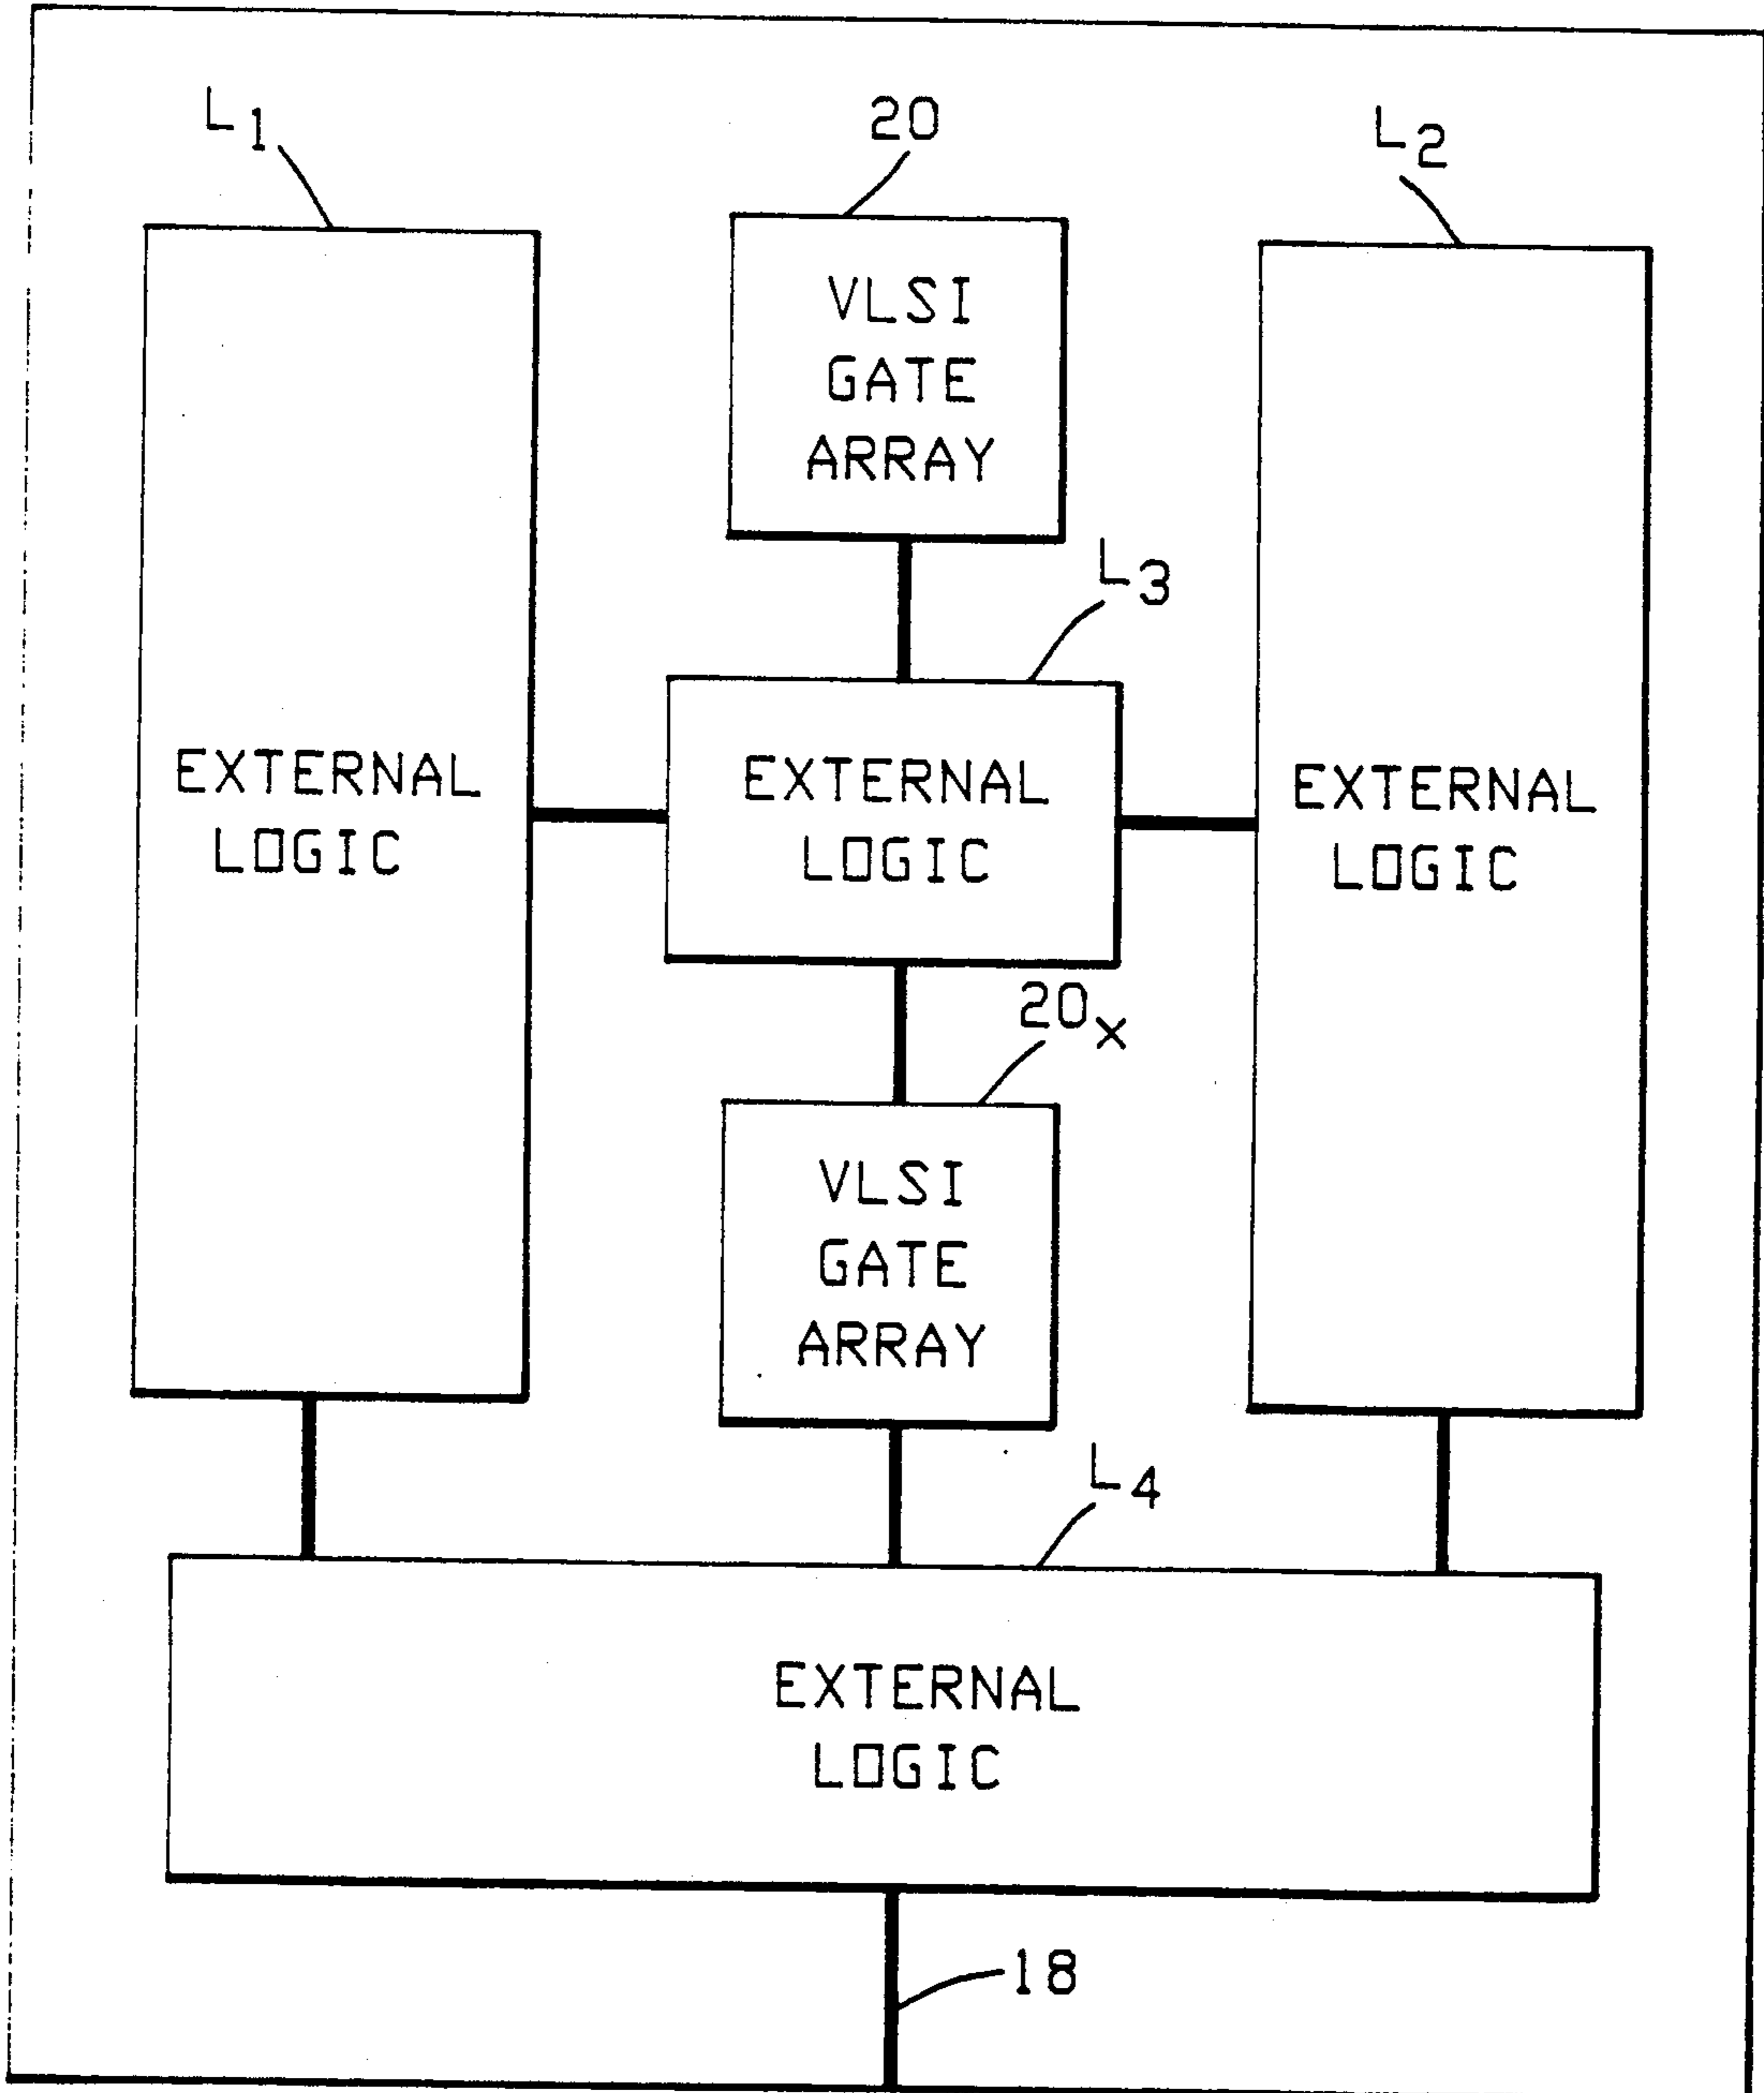 L1
20
L2
VLSI
GATE
ARRAY
L3
EXTERNAL
LOGIC
EXTERNAL
LOGIC
EXTERNAL
LOGIC
20x
VLSI
GATE
ARRAY
L4
EXTERNAL
LOGIC
18